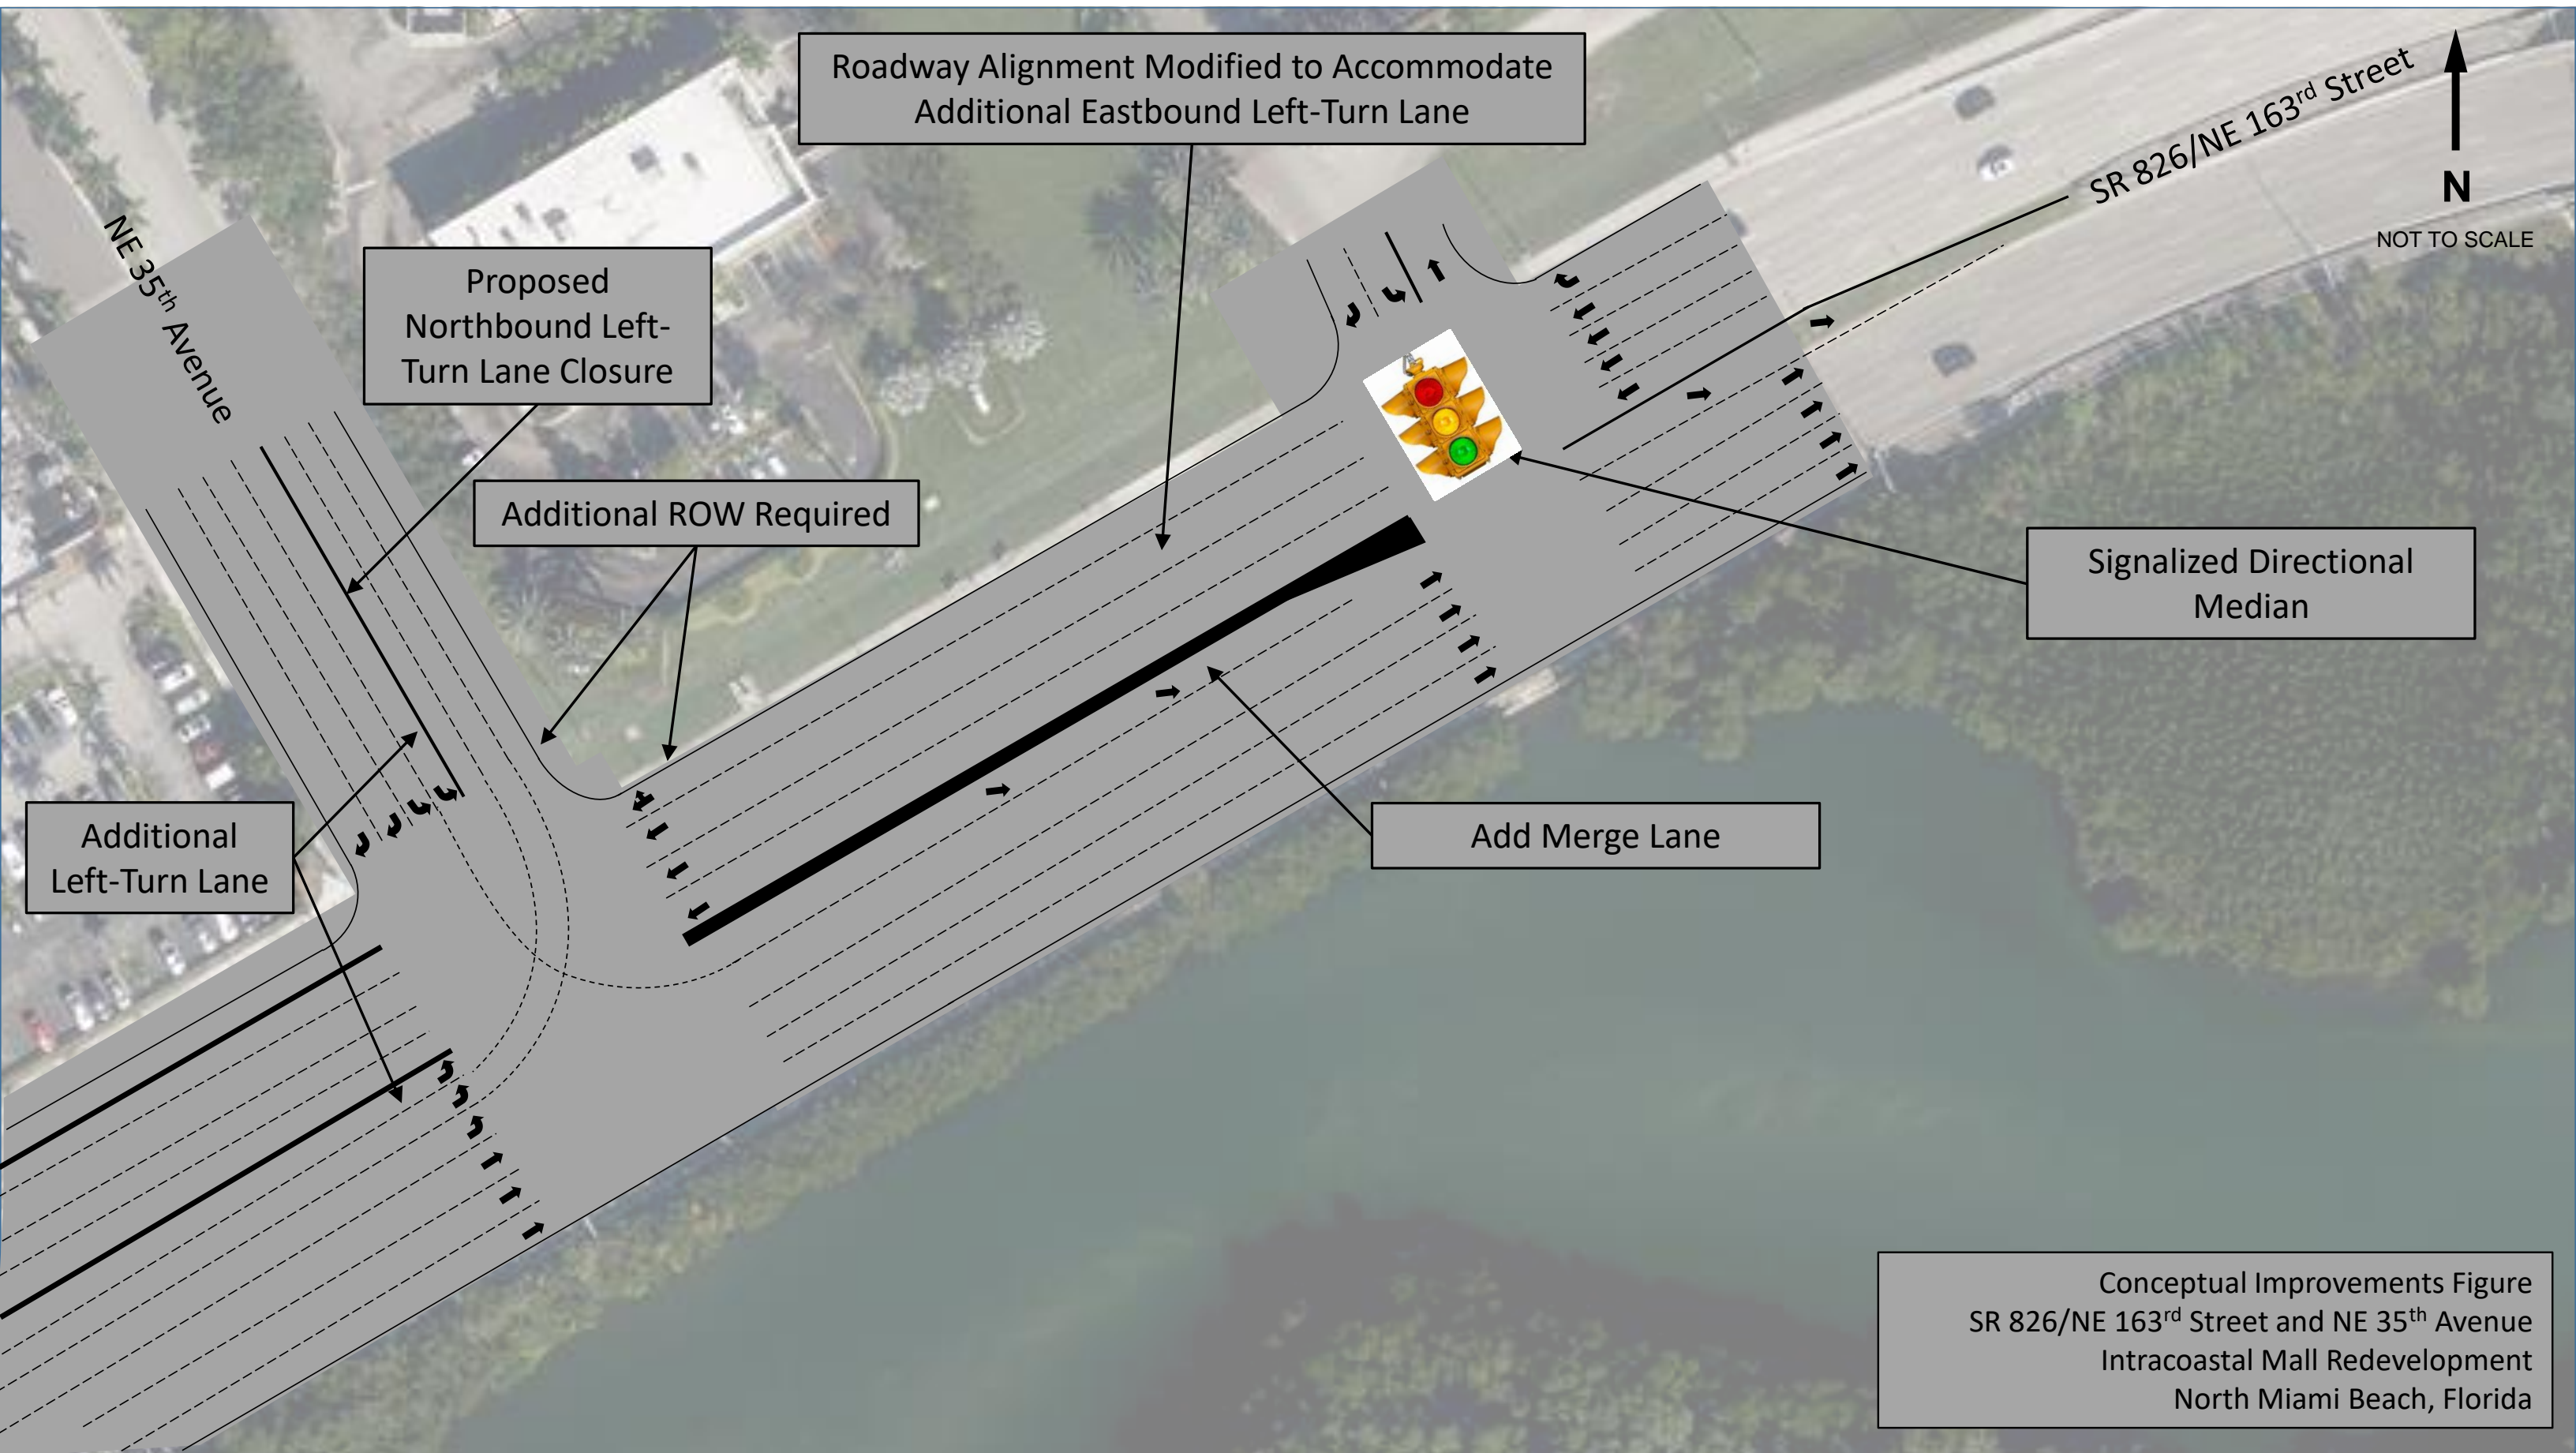 Roadway Alignment Modified to Accommodate
Additional Eastbound Left-Turn Lane
SR 826/NE 163rd Street
N
NOT TO SCALE
NE 35th Avenue
Proposed
Northbound Left-
Turn Lane Closure
Additional ROW Required
Signalized Directional
Median
Additional
Left-Turn Lane
Add Merge Lane
Conceptual Improvements Figure
SR 826/NE 163rd Street and NE 35th Avenue
Intracoastal Mall Redevelopment
North Miami Beach, Florida